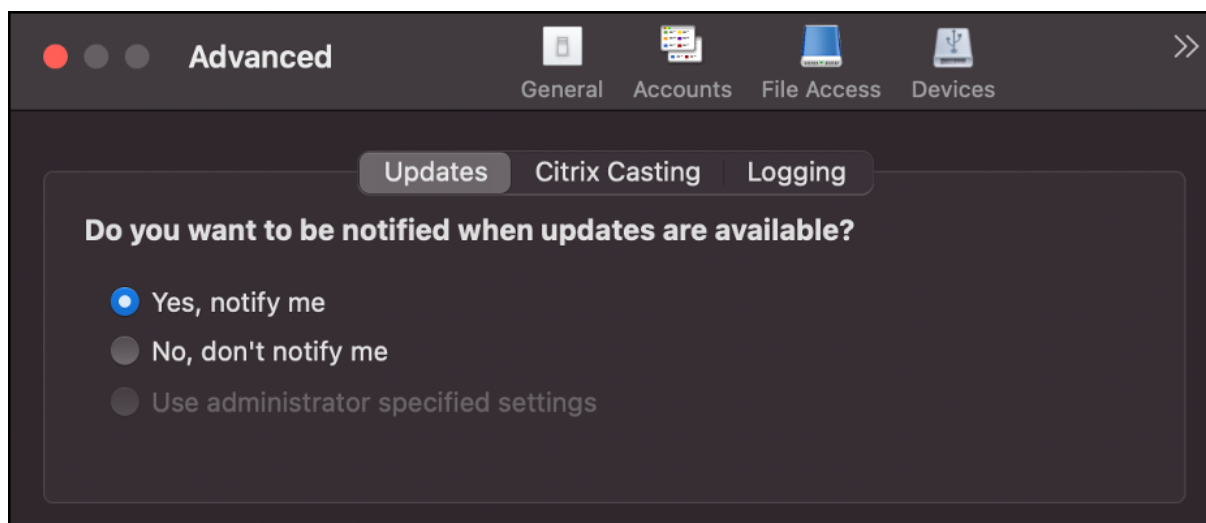 Advanced
General
Accounts
File Access
Devices
Updates
Citrix Casting
Logging
Do you want to be notified when updates are available?
Yes, notify me
No, don't notify me
Use administrator specified settings